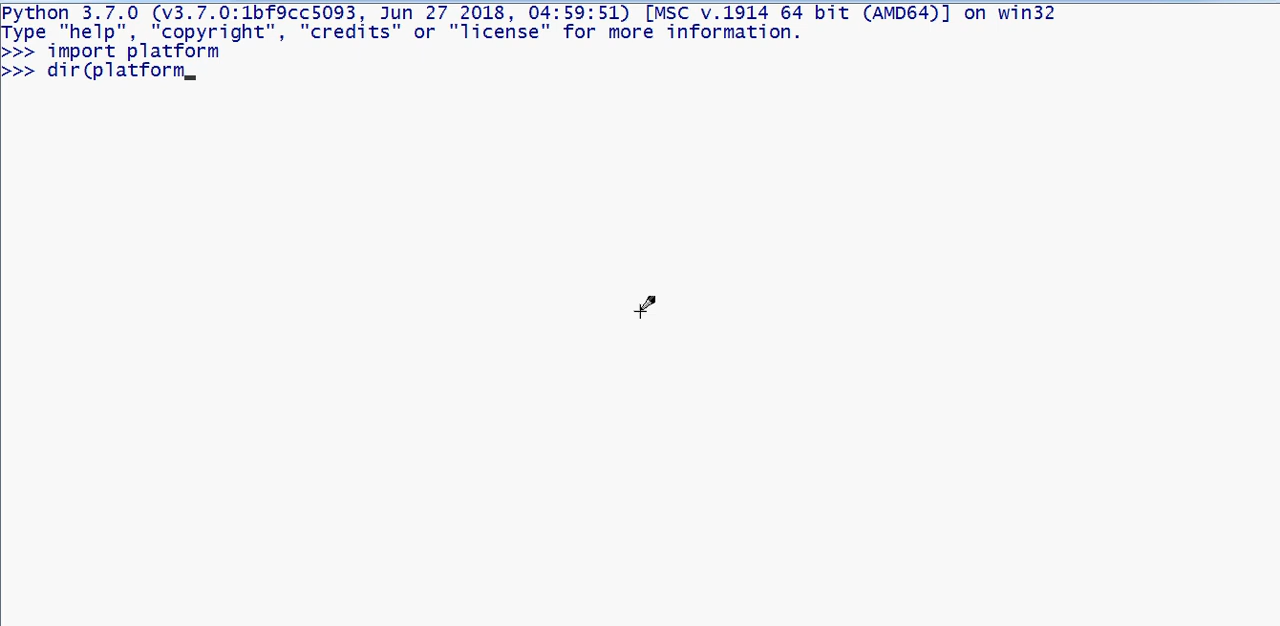 Python 3.7.0 (v3.7.0:1bf9cc5093, Jun 27 2018, 04:59:51) [MSC v.1914 64 bit (AMD64)] on win32
Type "help", "copyright", "credits" or "license" for more information.
>>> import platform
>>> dir(platform_